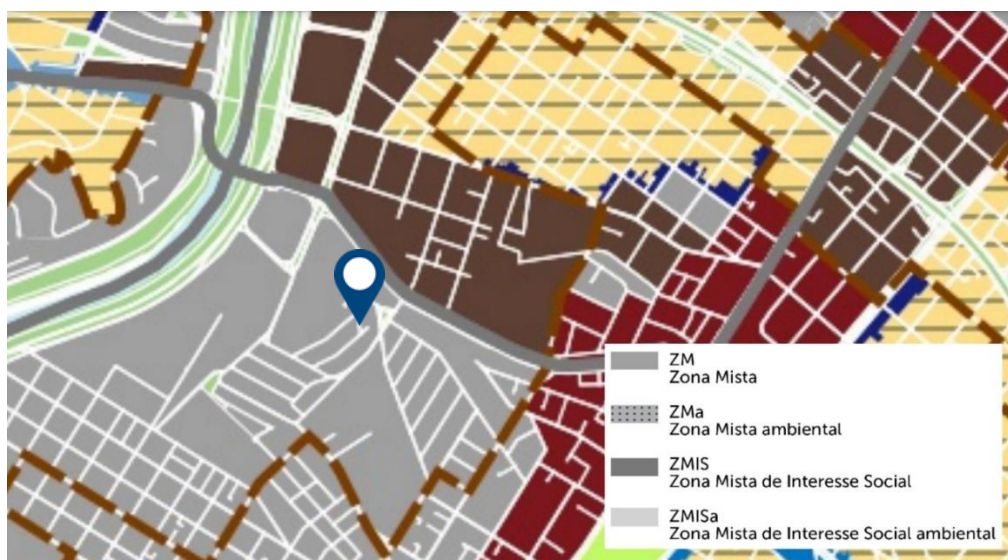 ZM
Zona Mista
ZMa
Zona Mista ambiental
ZMIS
Zona Mista de Interesse Social
ZMISa
Zona Mista de Interesse Social ambiental